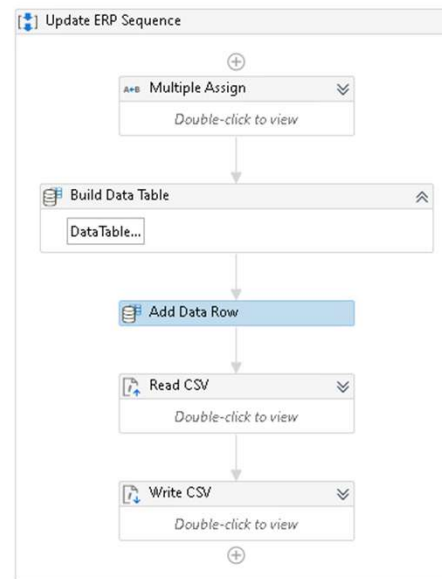 Update ERP Sequence
A+B Multiple Assign
Double-click to view
Build Data Table
DataTable...
Add Data Row
Read CSV
Double-click to view
Write CSV
Double-click to view